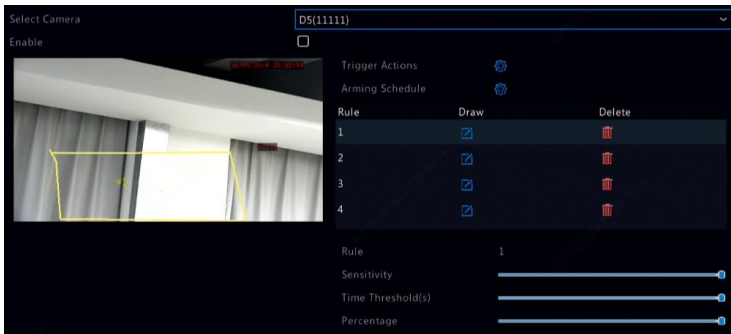 Select Camera
D5(11111)
Enable
Trigger Actions
Arming Schedule
Rule Draw Delete
1
2
3
4
#1
Rule 1
Sensitivity
Time Threshold(s)
Percentage